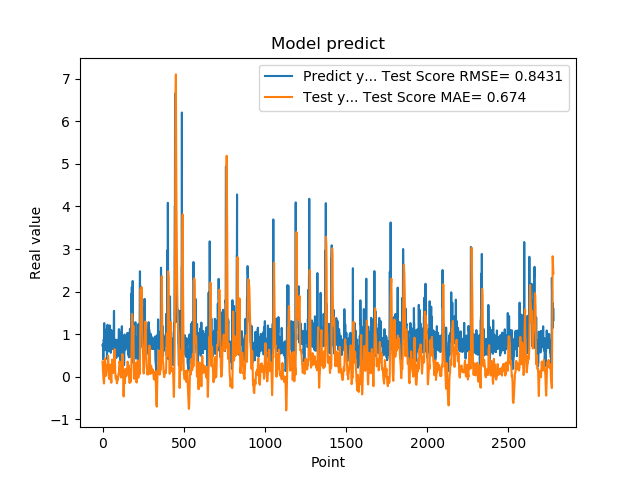 Model predict
Predict y... Test Score RMSE= 0.8431
Test y... Test Score MAE= 0.674
7
6
5
4
3
2
1
0
−1
Real value
0 500 1000 1500 2000 2500
Point